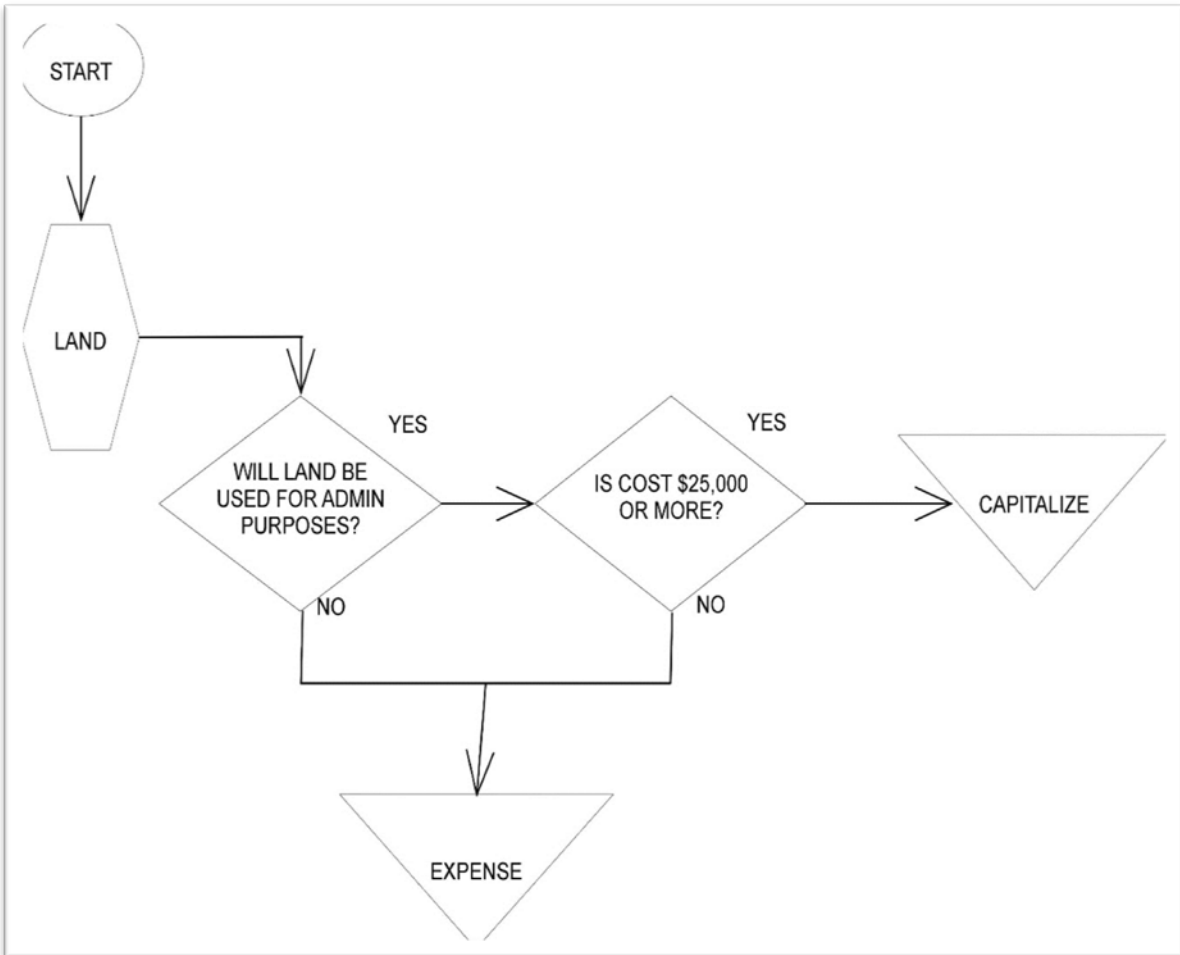 START
LAND
YES
WILL LAND BE
USED FOR ADMIN
PURPOSES?
NO
YES
IS COST $25,000
OR MORE?
NO
CAPITALIZE
EXPENSE